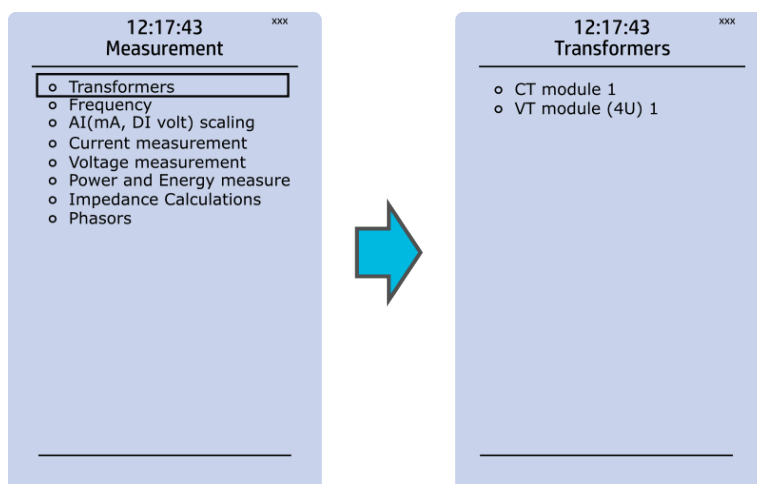 12:17:43 xxx
Measurement
Transformers
Frequency
AI(mA, DI volt) scaling
Current measurement
Voltage measurement
Power and Energy measure
Impedance Calculations
Phasors
12:17:43 xxx
Transformers
CT module 1
VT module (4U) 1